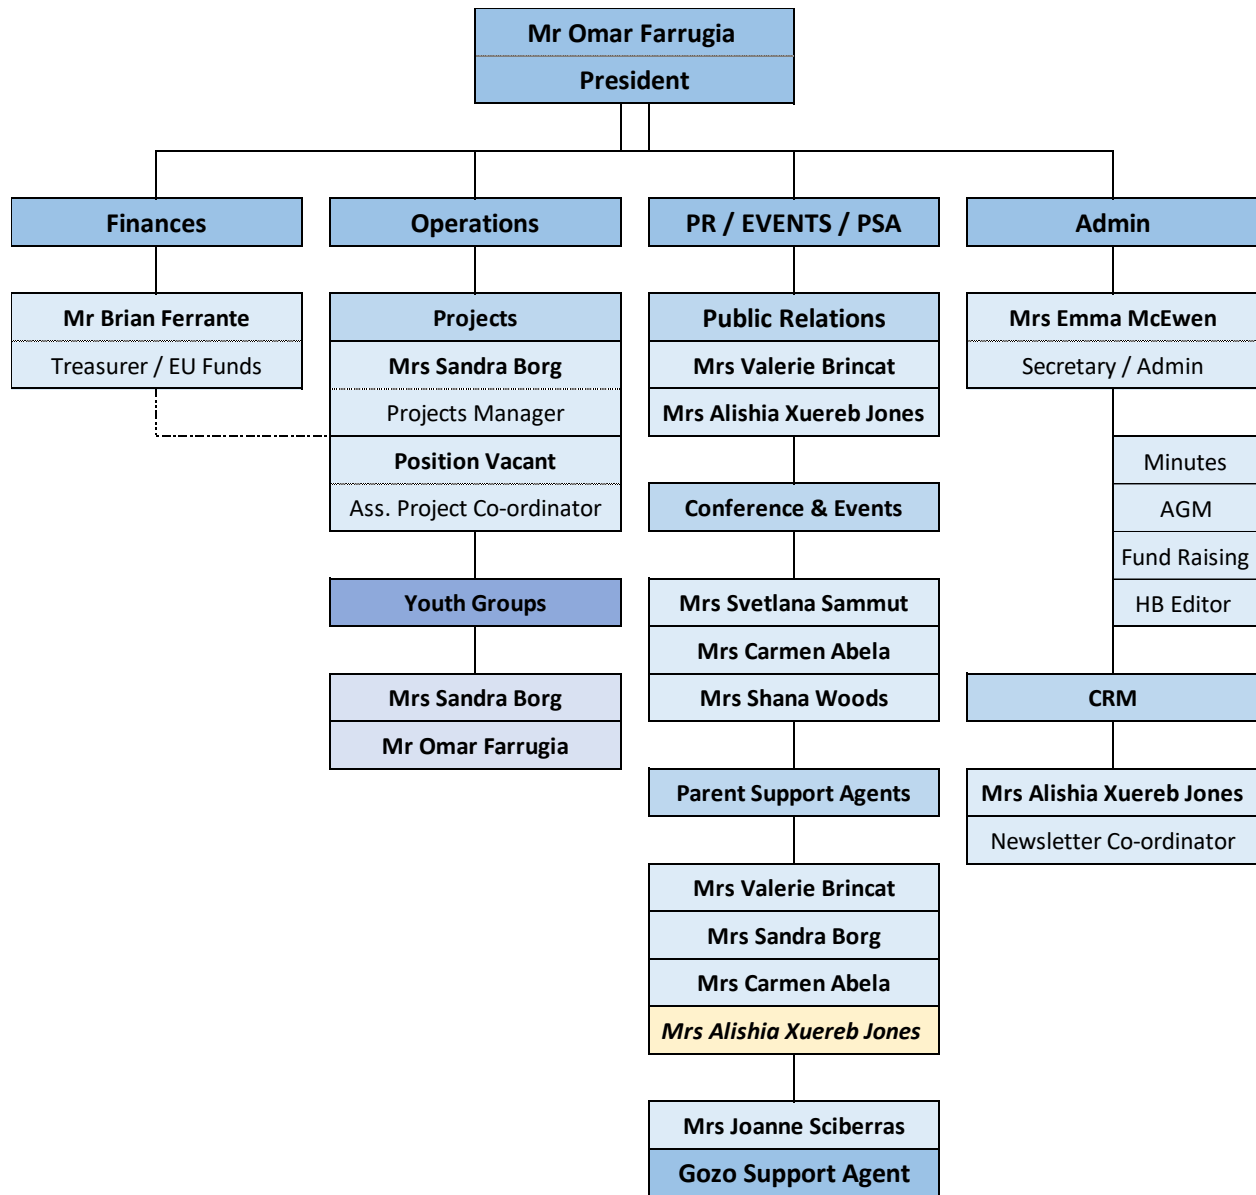 Mr Omar Farrugia
President
Finances
Mr Brian Ferrante
Treasurer / EU Funds
Operations
Projects
Mrs Sandra Borg
Projects Manager
Position Vacant
Ass. Project Co-ordinator
Youth Groups
Mrs Sandra Borg
Mr Omar Farrugia
PR / EVENTS / PSA
Public Relations
Mrs Valerie Brincat
Mrs Alishia Xuereb Jones
Conference & Events
Mrs Svetlana Sammut
Mrs Carmen Abela
Mrs Shana Woods
Parent Support Agents
Mrs Valerie Brincat
Mrs Sandra Borg
Mrs Carmen Abela
Mrs Alishia Xuereb Jones
Mrs Joanne Sciberras
Gozo Support Agent
Admin
Mrs Emma McEwen
Secretary / Admin
Minutes
AGM
Fund Raising
HB Editor
CRM
Mrs Alishia Xuereb Jones
Newsletter Co-ordinator